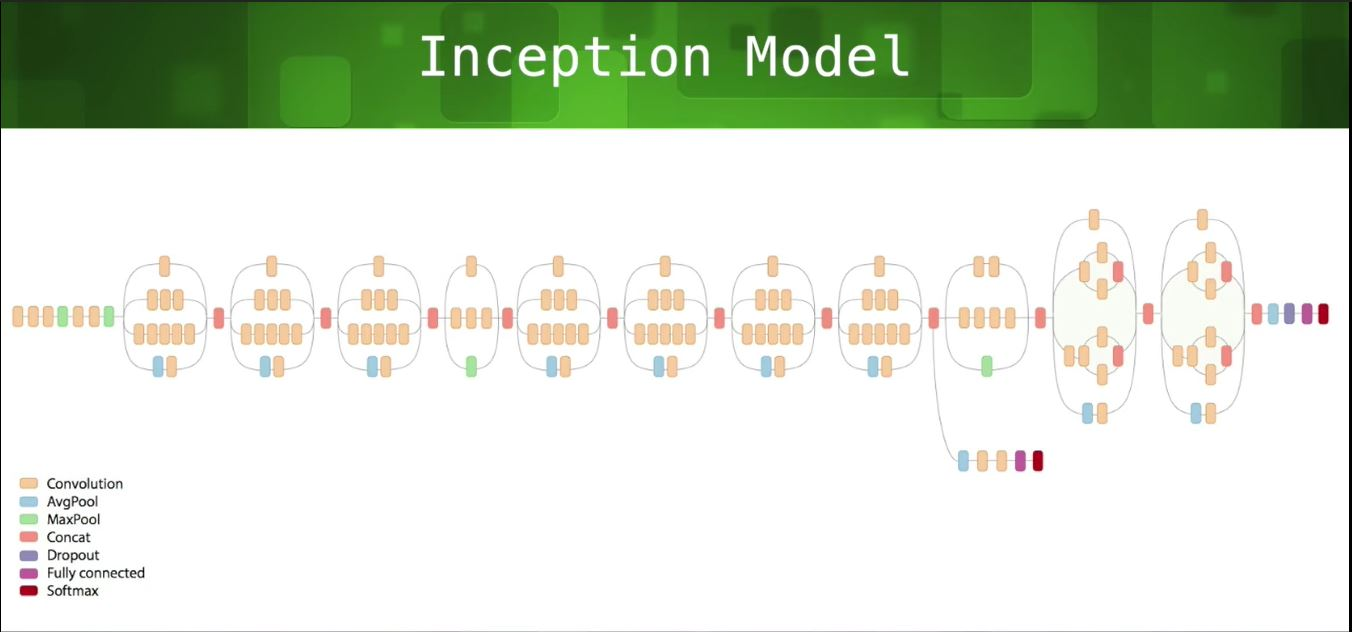 Inception Model
Convolution
AvgPool
MaxPool
Concat
Dropout
Fully connected
Softmax